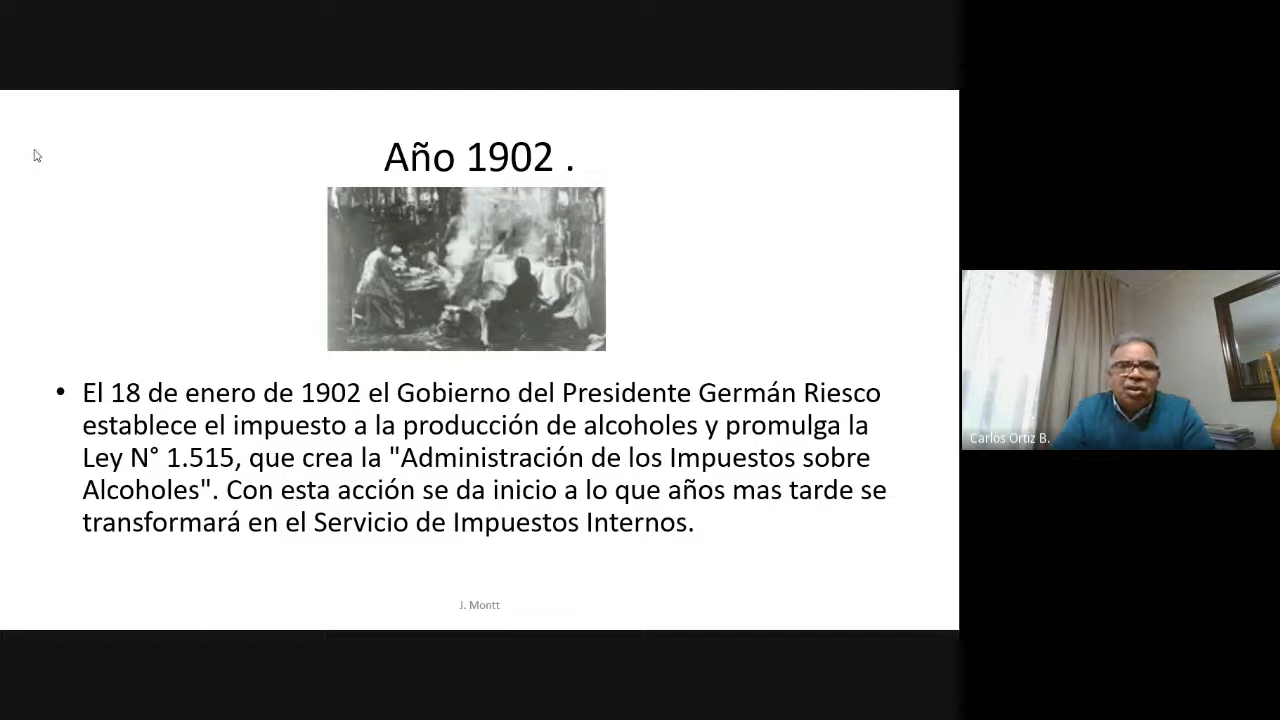 Año 1902 .
• El 18 de enero de 1902 el Gobierno del Presidente Germán Riesco
establece el impuesto a la producción de alcoholes y promulga la
Ley N° 1.515, que crea la "Administración de los Impuestos sobre
Alcoholes". Con esta acción se da inicio a lo que años mas tarde se
transformará en el Servicio de Impuestos Internos.
J. Montt
Carlos Ortiz B.